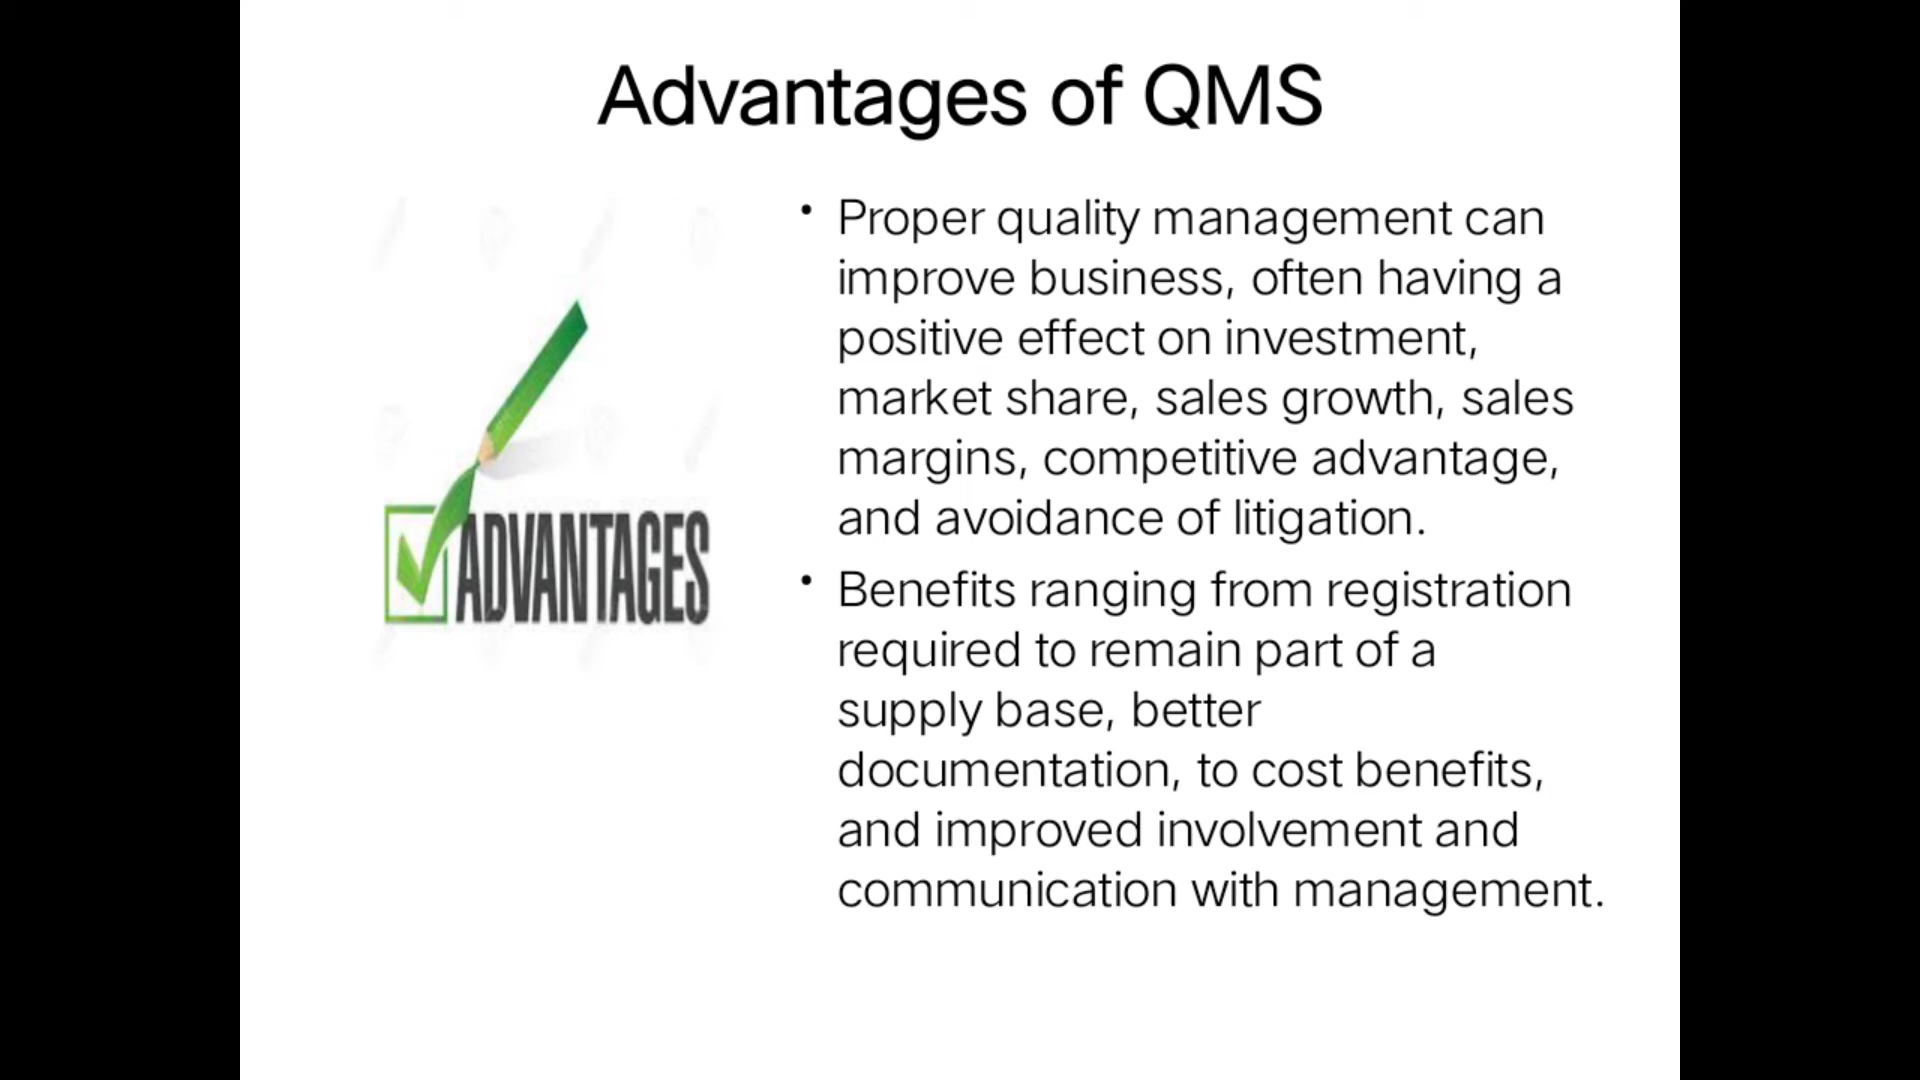 Advantages of QMS
ADVANTAGES
• Proper quality management can
improve business, often having a
positive effect on investment,
market share, sales growth, sales
margins, competitive advantage,
and avoidance of litigation.
• Benefits ranging from registration
required to remain part of a
supply base, better
documentation, to cost benefits,
and improved involvement and
communication with management.